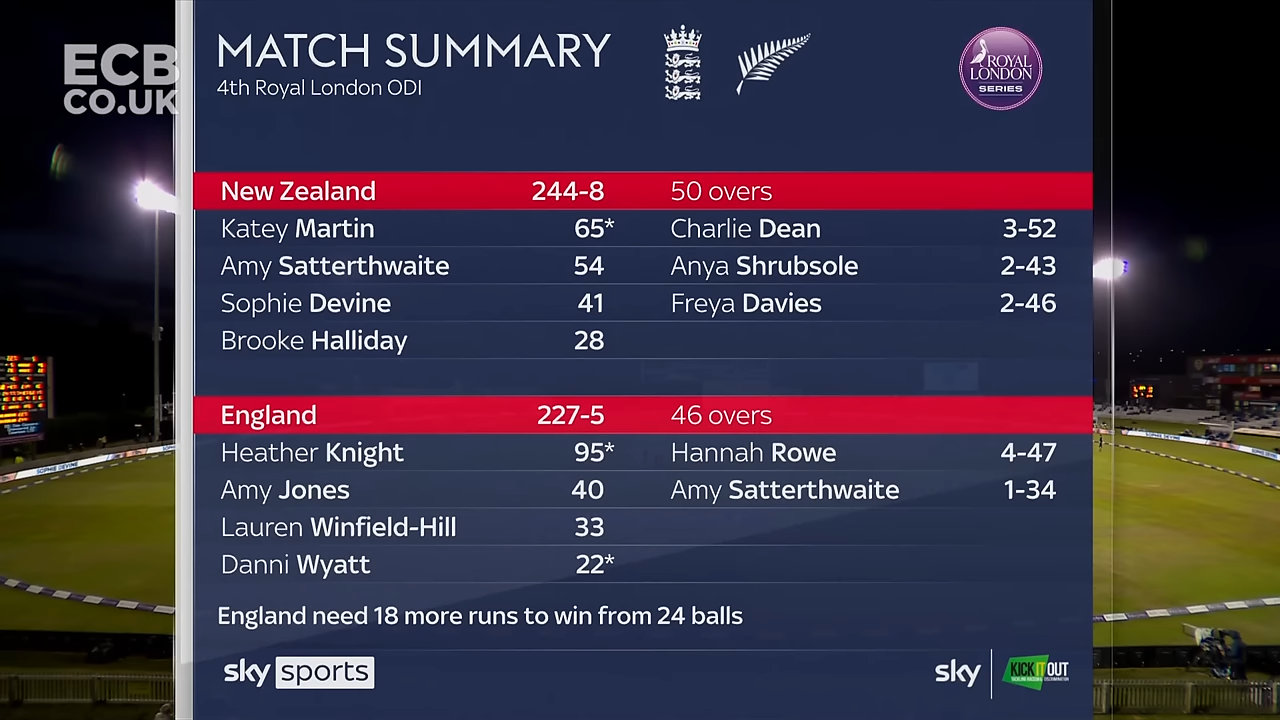 ECB
CO.UK
MATCH SUMMARY
4th Royal London ODI
ROYAL
LONDON
SERIES
New Zealand 244-8 50 overs
Katey Martin 65* Charlie Dean 3-52
Amy Satterthwaite 54 Anya Shrubsole 2-43
Sophie Devine 41 Freya Davies 2-46
Brooke Halliday 28
England 227-5 46 overs
Heather Knight 95* Hannah Rowe 4-47
Amy Jones 40 Amy Satterthwaite 1-34
Lauren Winfield-Hill 33
Danni Wyatt 22*
England need 18 more runs to win from 24 balls
sky sports
sky KICK IT OUT
SOPHIE DEVINE